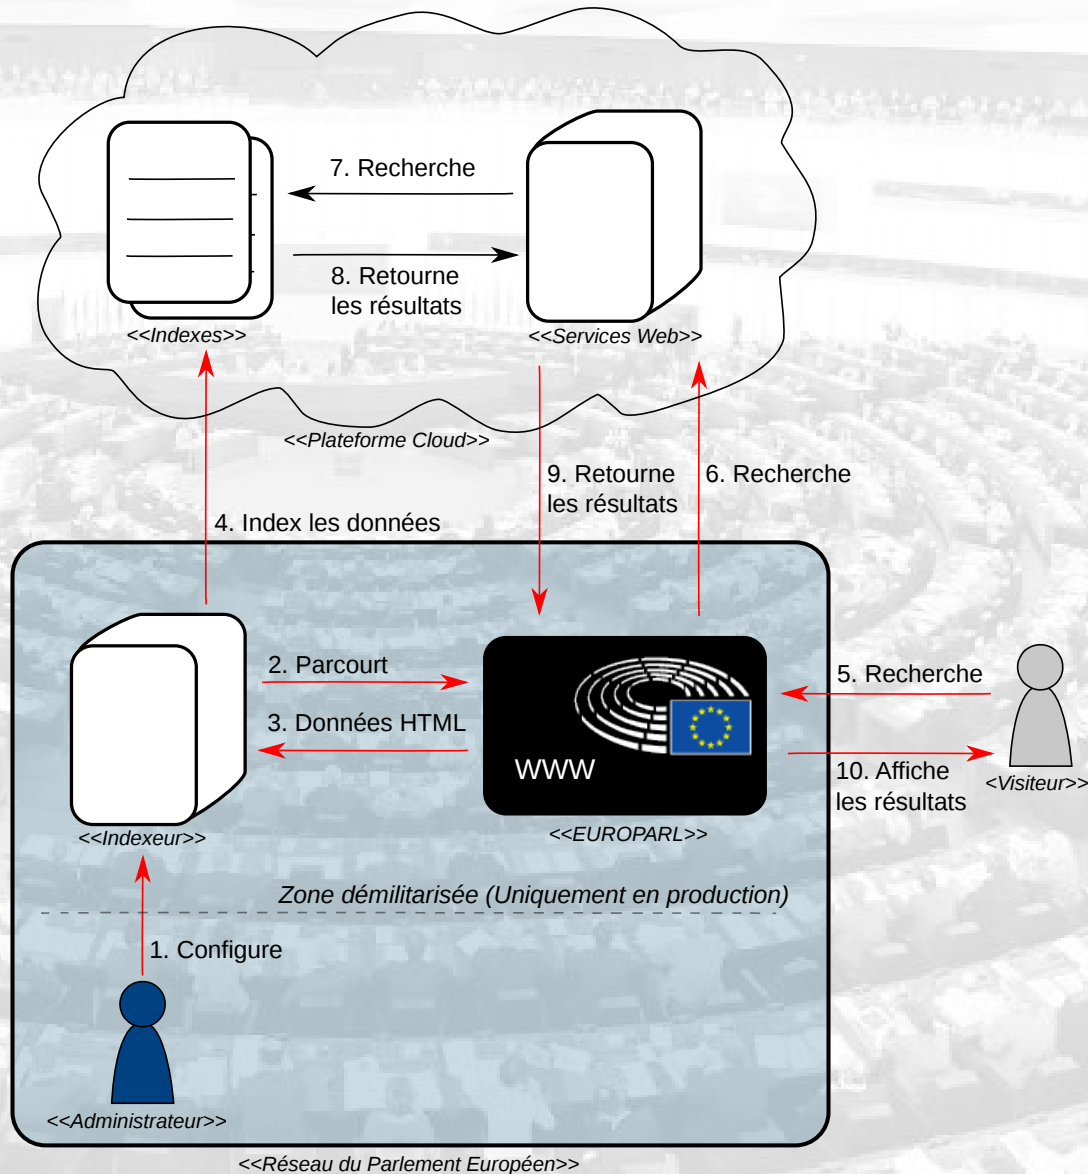 7. Recherche
8. Retourne
les résultats
<<Indexes>>
<<Services Web>>
<<Plateforme Cloud>>
9. Retourne
les résultats
6. Recherche
4. Index les données
2. Parcourt
3. Données HTML
WWW
5. Recherche
10. Affiche
les résultats
<Visiteur>>
<<Indexeur>>
<<EUROPARL>>
Zone démilitarisée (Uniquement en production)
1. Configure
<<Administrateur>>
<<Réseau du Parlement Européen>>